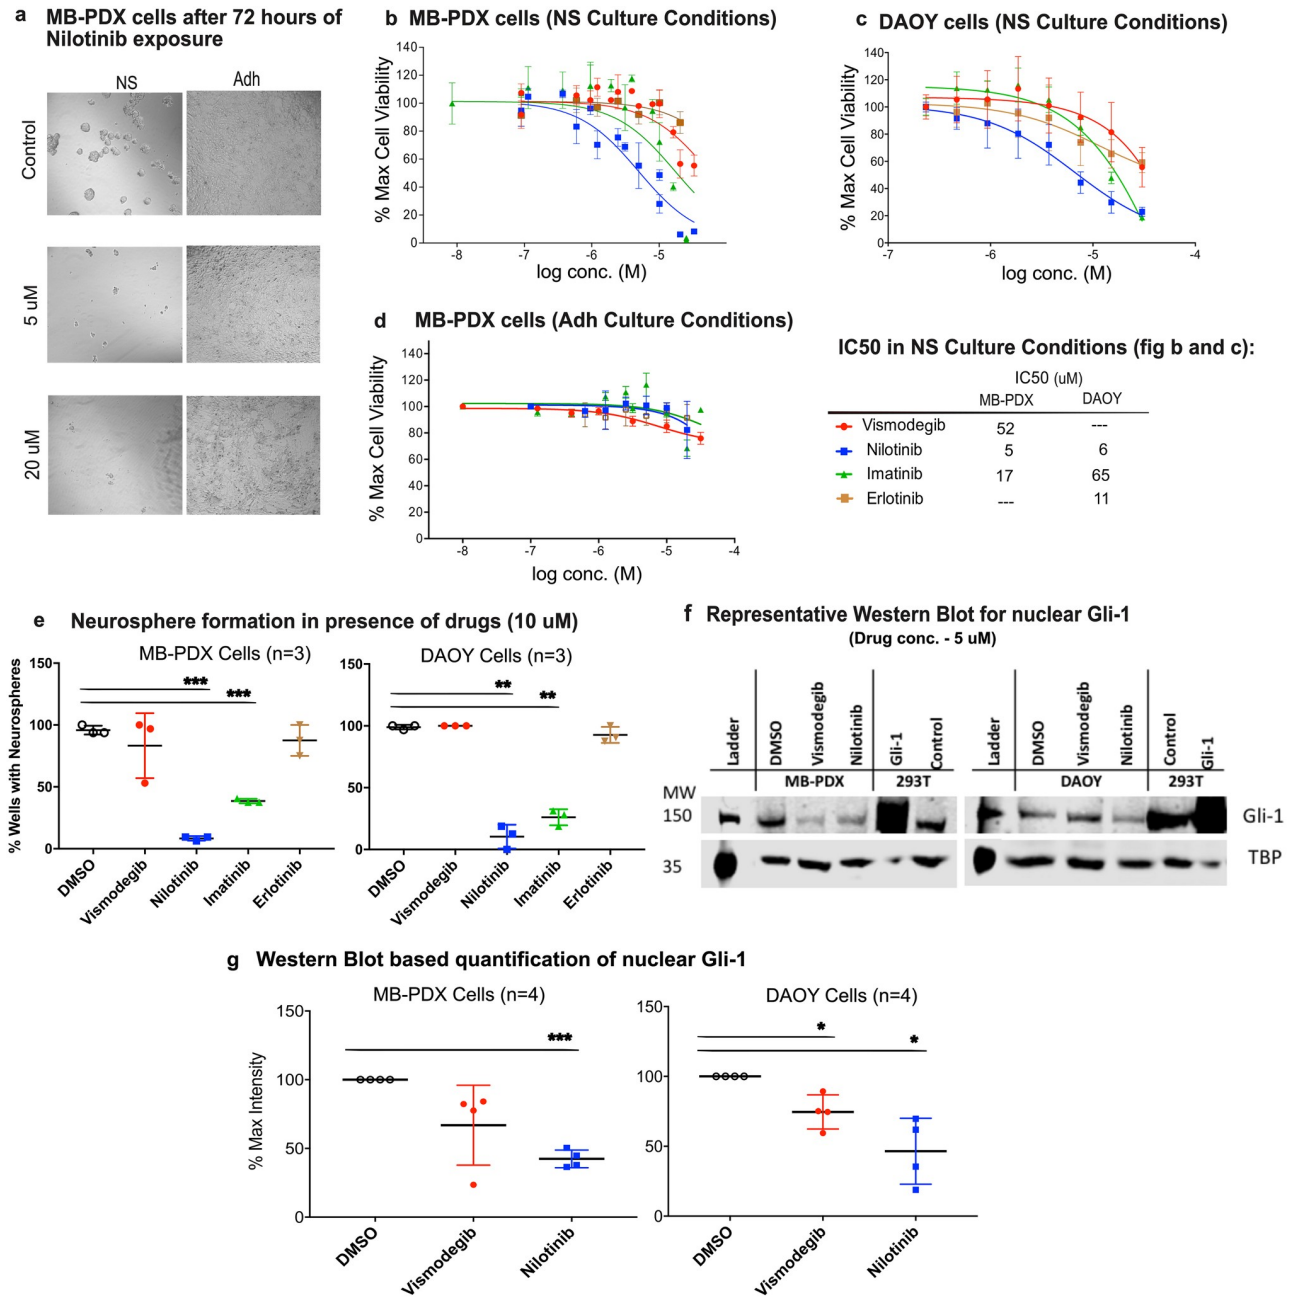 a MB-PDX cells after 72 hours of
Nilotinib exposure
NS Adh
Control
5 uM
20 uM
b MB-PDX cells (NS Culture Conditions)
% Max Cell Viability
140
120
100
80
60
40
20
0
-8 -7 -6 -5
log conc. (M)
c DAOY cells (NS Culture Conditions)
% Max Cell Viability
140
120
100
80
60
40
20
0
-7 -6 -5 -4
log conc. (M)
d MB-PDX cells (Adh Culture Conditions)
% Max Cell Viability
140
120
100
80
60
40
20
0
-8 -7 -6 -5 -4
log conc. (M)
IC50 in NS Culture Conditions (fig b and c):
IC50 (uM)
MB-PDX DAOY
Vismodegib 52 ---
Nilotinib 5 6
Imatinib 17 65
Erlotinib --- 11
e Neurosphere formation in presence of drugs (10 uM)
MB-PDX Cells (n=3)
% Wells with Neurospheres
150
100
50
0
***
***
DMSO Vismodegib Nilotinib Imatinib Erlotinib
DAOY Cells (n=3)
150
100
50
0
**
**
DMSO Vismodegib Nilotinib Imatinib Erlotinib
f Representative Western Blot for nuclear Gli-1
(Drug conc. - 5 uM)
Ladder DMSO Vismodegib Nilotinib Gli-1 Control Ladder DMSO Vismodegib Nilotinib Control Gli-1
MB-PDX 293T DAOY 293T
MW
150 Gli-1
35 TBP
g Western Blot based quantification of nuclear Gli-1
MB-PDX Cells (n=4)
% Max Intensity
150
100
50
0
***
DMSO Vismodegib Nilotinib
DAOY Cells (n=4)
150
100
50
0
*
*
DMSO Vismodegib Nilotinib